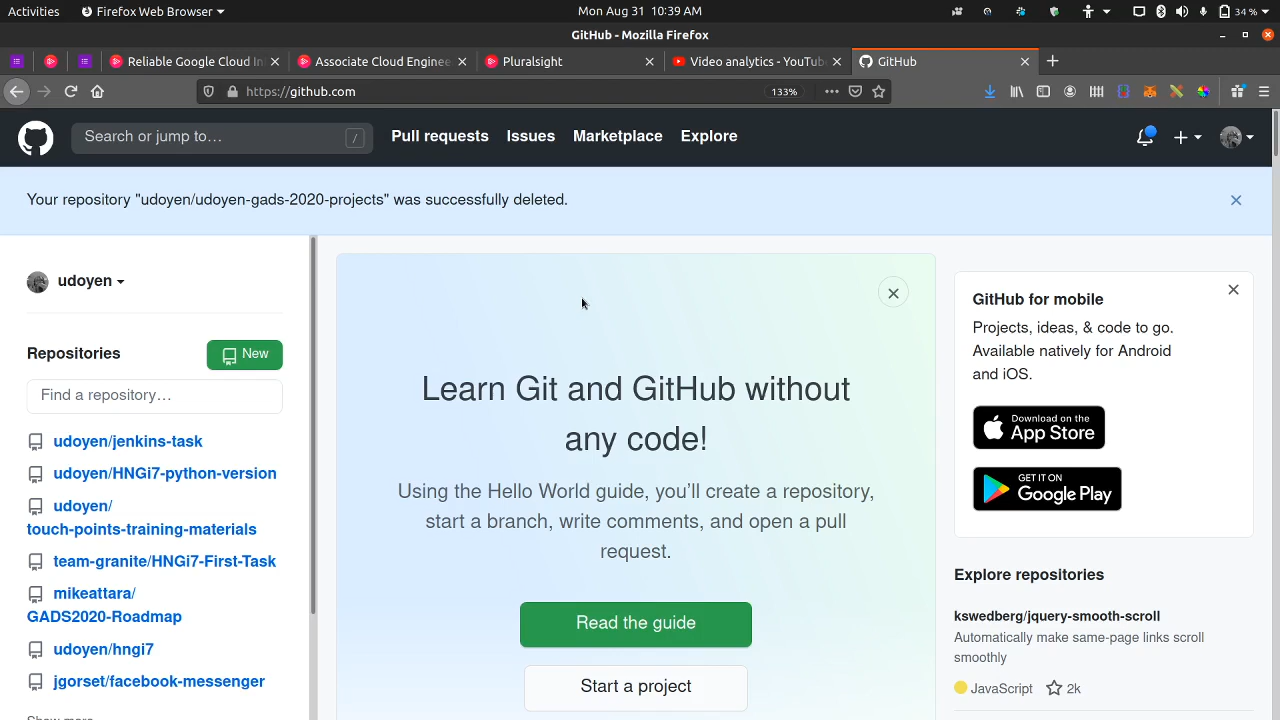 Activities Firefox Web Browser Mon Aug 31 10:39 AM 34 %
GitHub - Mozilla Firefox
Reliable Google Cloud In Associate Cloud Enginee Pluralsight Video analytics - YouTub GitHub
https://github.com 133%
Search or jump to… / Pull requests Issues Marketplace Explore
Your repository "udoyen/udoyen-gads-2020-projects" was successfully deleted.
udoyen
Repositories New
Find a repository…
udoyen/jenkins-task
udoyen/HNGi7-python-version
udoyen/
touch-points-training-materials
team-granite/HNGi7-First-Task
mikeattara/
GADS2020-Roadmap
udoyen/hngi7
jgorset/facebook-messenger
Show more
Learn Git and GitHub without
any code!
Using the Hello World guide, you’ll create a repository,
start a branch, write comments, and open a pull
request.
Read the guide
Start a project
GitHub for mobile
Projects, ideas, & code to go.
Available natively for Android
and iOS.
Download on the
App Store
GET IT ON
Google Play
Explore repositories
kswedberg/jquery-smooth-scroll
Automatically make same-page links scroll
smoothly
JavaScript 2k